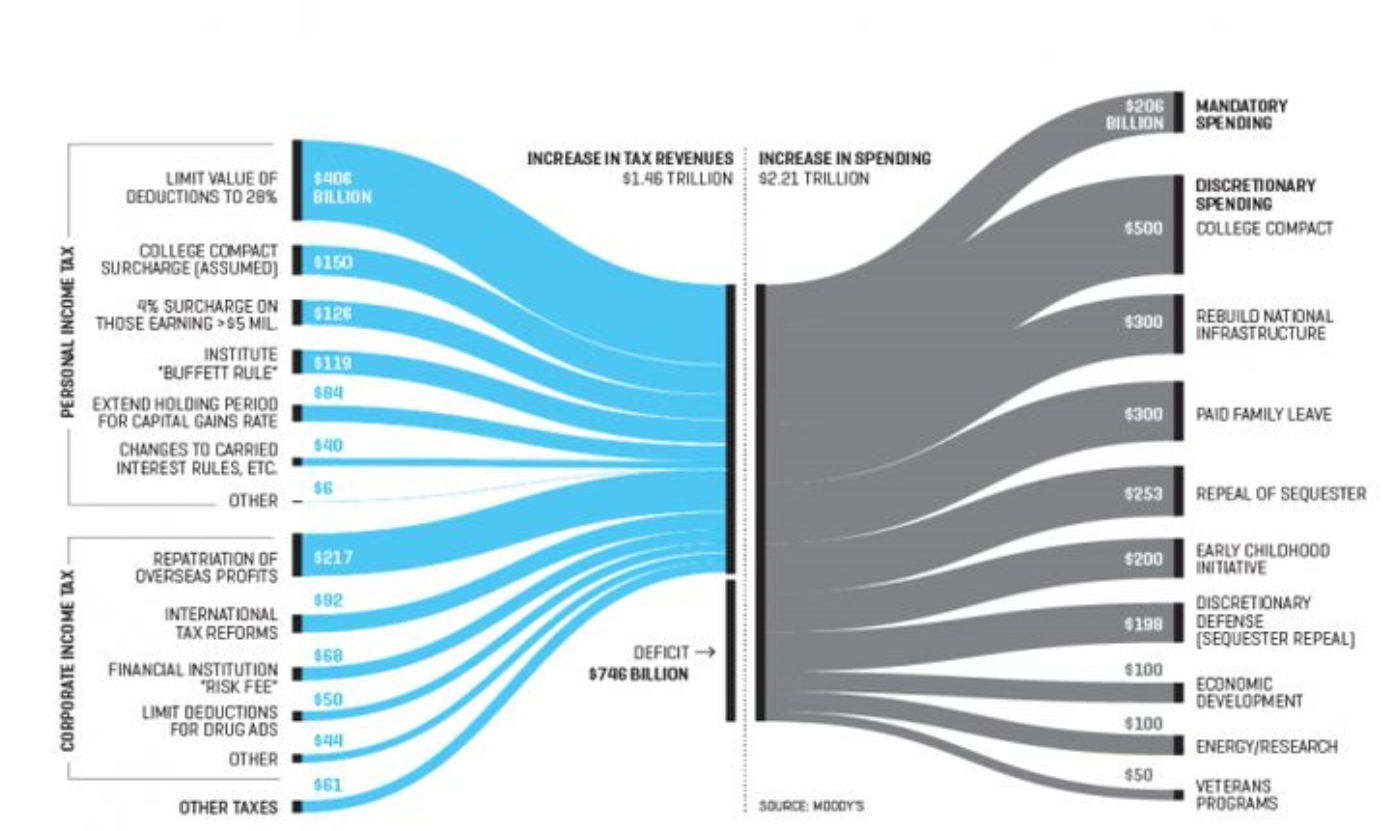 INCREASE IN TAX REVENUES
$1.46 TRILLION
INCREASE IN SPENDING
$2.21 TRILLION
PERSONAL INCOME TAX
LIMIT VALUE OF
DEDUCTIONS TO 28%
$406
BILLION
COLLEGE COMPACT
SURCHARGE (ASSUMED)
$150
4% SURCHARGE ON
THOSE EARNING >$5 MIL.
$126
INSTITUTE
"BUFFETT RULE"
$119
EXTEND HOLDING PERIOD
FOR CAPITAL GAINS RATE
$84
CHANGES TO CARRIED
INTEREST RULES, ETC.
$40
OTHER
$6
CORPORATE INCOME TAX
REPATRIATION OF
OVERSEAS PROFITS
$217
INTERNATIONAL
TAX REFORMS
$92
FINANCIAL INSTITUTION
"RISK FEE"
$68
LIMIT DEDUCTIONS
FOR DRUG ADS
$50
OTHER
$44
OTHER TAXES
$61
DEFICIT →
$746 BILLION
$206
BILLION
MANDATORY
SPENDING
DISCRETIONARY
SPENDING
$500
COLLEGE COMPACT
$300
REBUILD NATIONAL
INFRASTRUCTURE
$300
PAID FAMILY LEAVE
$253
REPEAL OF SEQUESTER
$200
EARLY CHILDHOOD
INITIATIVE
$198
DISCRETIONARY
DEFENSE
(SEQUESTER REPEAL)
$100
ECONOMIC
DEVELOPMENT
$100
ENERGY/RESEARCH
$50
VETERANS
PROGRAMS
SOURCE: MOODY'S